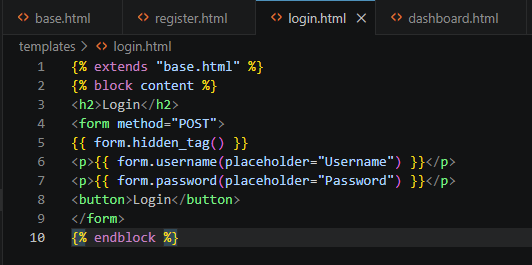 base.html register.html login.html dashboard.html
templates > login.html
1 {% extends "base.html" %}
2 {% block content %}
3 <h2>Login</h2>
4 <form method="POST">
5 {{ form.hidden_tag() }}
6 <p>{{ form.username(placeholder="Username") }}</p>
7 <p>{{ form.password(placeholder="Password") }}</p>
8 <button>Login</button>
9 </form>
10 {% endblock %}